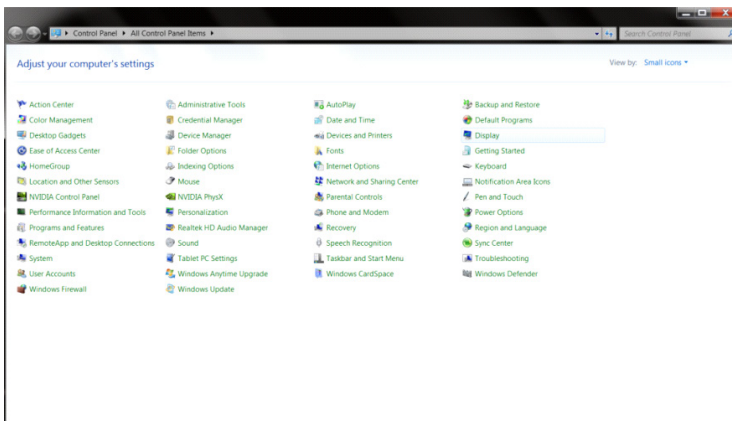 Control Panel All Control Panel Items Search Control Panel
Adjust your computer's settings View by: Small icons
Action Center Administrative Tools AutoPlay Backup and Restore
Color Management Credential Manager Date and Time Default Programs
Desktop Gadgets Device Manager Devices and Printers Display
Ease of Access Center Folder Options Fonts Getting Started
HomeGroup Indexing Options Internet Options Keyboard
Location and Other Sensors Mouse Network and Sharing Center Notification Area Icons
NVIDIA Control Panel NVIDIA PhysX Parental Controls Pen and Touch
Performance Information and Tools Personalization Phone and Modem Power Options
Programs and Features Realtek HD Audio Manager Recovery Region and Language
RemoteApp and Desktop Connections Sound Speech Recognition Sync Center
System Tablet PC Settings Taskbar and Start Menu Troubleshooting
User Accounts Windows Anytime Upgrade Windows CardSpace Windows Defender
Windows Firewall Windows Update